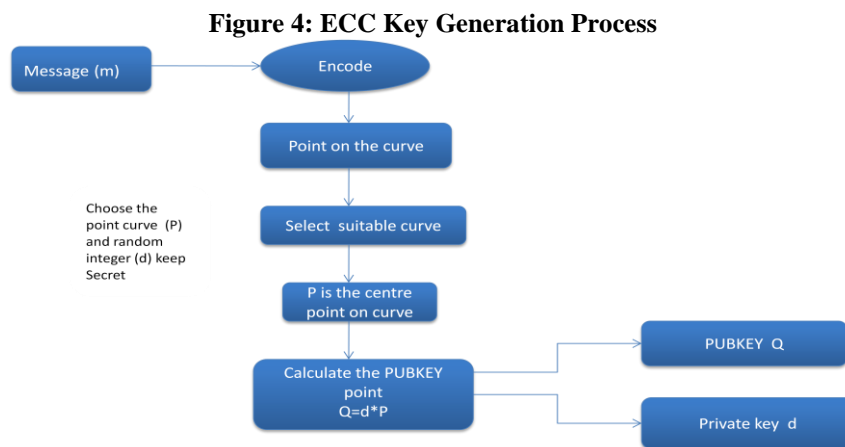 Figure 4: ECC Key Generation Process
Message (m)
Encode
Point on the curve
Choose the
point curve (P)
and random
integer (d) keep
Secret
Select suitable curve
P is the centre
point on curve
Calculate the PUBKEY
point
Q=d*P
PUBKEY Q
Private key d